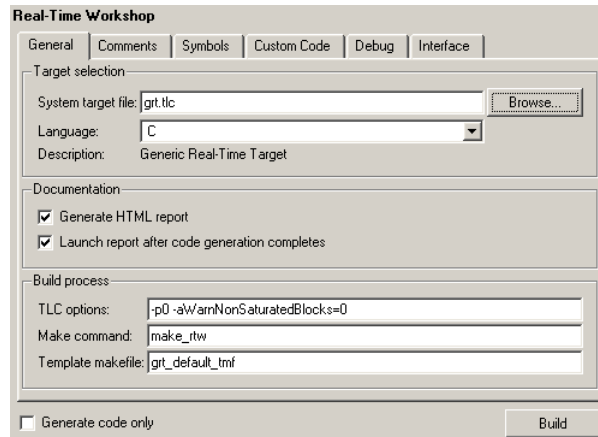 Real-Time Workshop
General Comments Symbols Custom Code Debug Interface
Target selection
System target file: grt.tlc Browse...
Language: C
Description: Generic Real-Time Target
Documentation
Generate HTML report
Launch report after code generation completes
Build process
TLC options: -p0 -aWarnNonSaturatedBlocks=0
Make command: make_rtw
Template makefile: grt_default_tmf
Generate code only Build